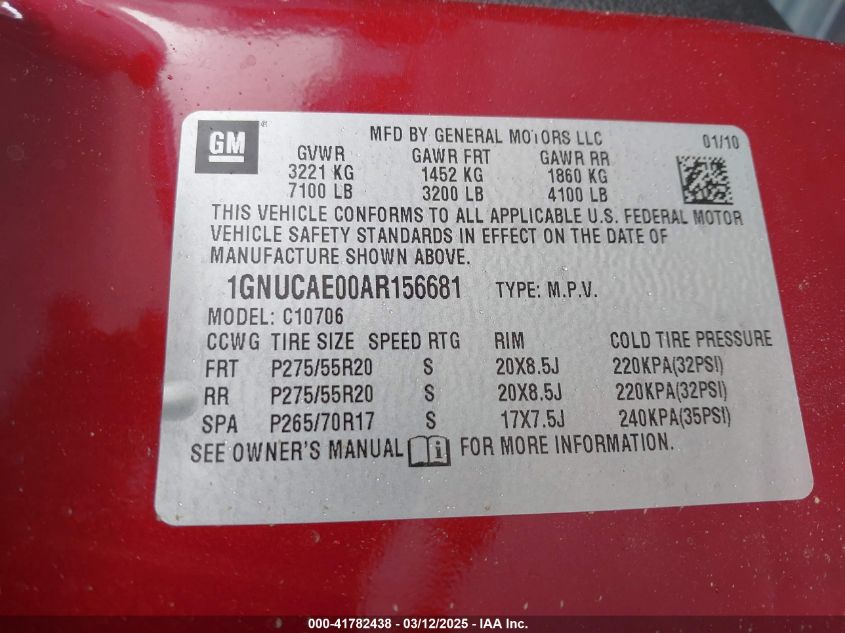 GM
MFD BY GENERAL MOTORS LLC 01/10
GVWR GAWR FRT GAWR RR
3221 KG 1452 KG 1860 KG
7100 LB 3200 LB 4100 LB
THIS VEHICLE CONFORMS TO ALL APPLICABLE U.S. FEDERAL MOTOR
VEHICLE SAFETY STANDARDS IN EFFECT ON THE DATE OF
MANUFACTURE SHOWN ABOVE.
1GNUCAE00AR156681 TYPE: M.P.V.
MODEL: C10706
CCWG TIRE SIZE SPEED RTG RIM COLD TIRE PRESSURE
FRT P275/55R20 S 20X8.5J 220KPA(32PSI)
RR P275/55R20 S 20X8.5J 220KPA(32PSI)
SPA P265/70R17 S 17X7.5J 240KPA(35PSI)
SEE OWNER'S MANUAL i FOR MORE INFORMATION.
000-41782438 - 03/12/2025 - IAA Inc.